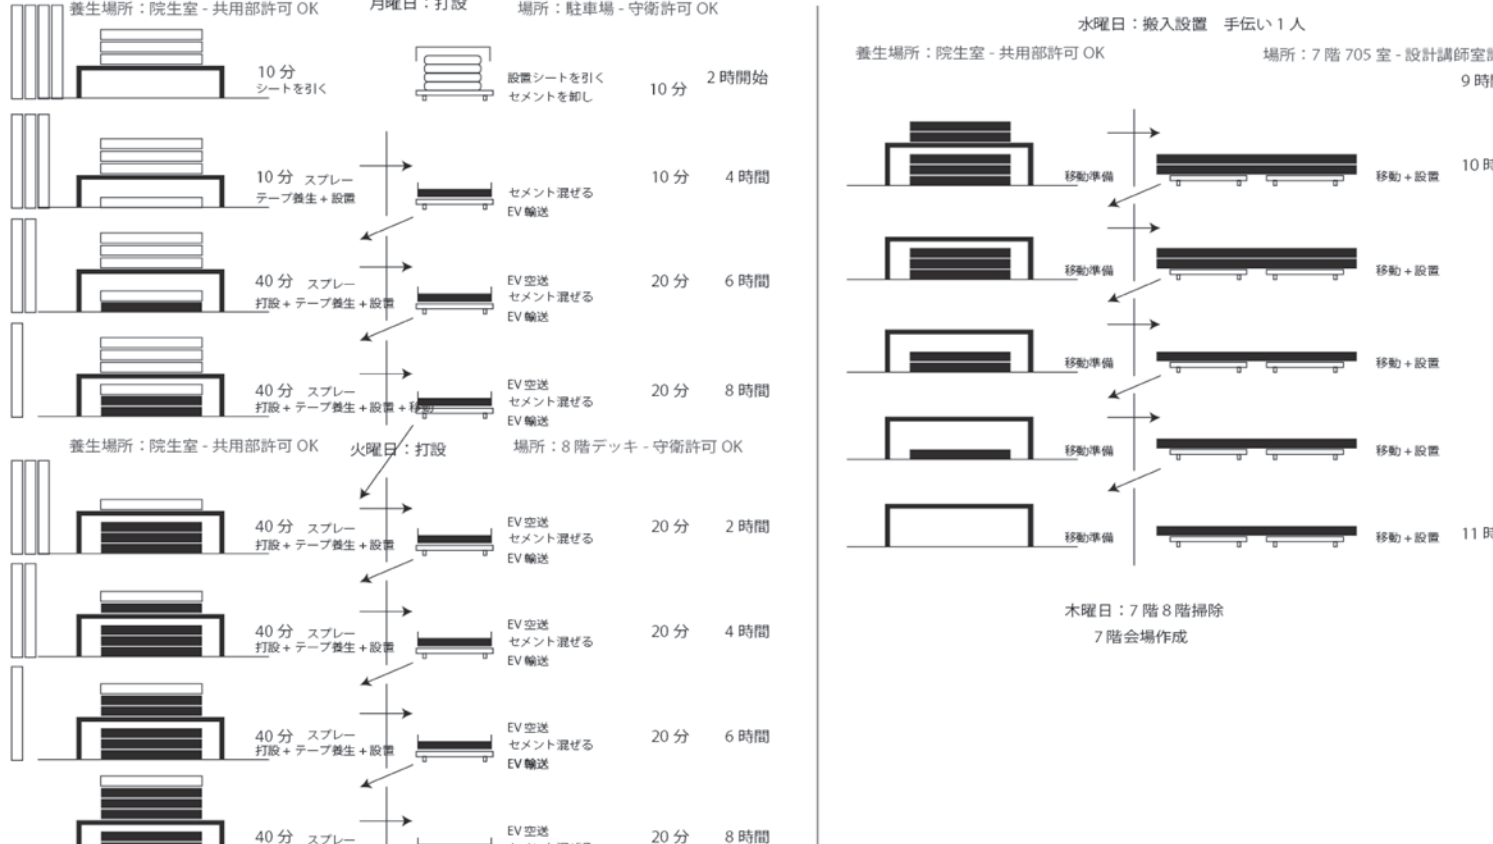 養生場所：院生室 - 共用部許可 OK
月曜日：打設
場所：駐車場 - 守衛許可 OK
10 分
シートを引く
設置シートを引く
セメントを卸し
10 分
2 時開始
10 分 スプレー
テープ養生 + 設置
セメント混ぜる
EV 輸送
10 分
4 時間
40 分 スプレー
打設 + テープ養生 + 設置
EV 空送
セメント混ぜる
EV 輸送
20 分
6 時間
40 分 スプレー
打設 + テープ養生 + 設置 + 移動
EV 空送
セメント混ぜる
EV 輸送
20 分
8 時間
養生場所：院生室 - 共用部許可 OK
火曜日：打設
場所：8 階デッキ - 守衛許可 OK
40 分 スプレー
打設 + テープ養生 + 設置
EV 空送
セメント混ぜる
EV 輸送
20 分
2 時間
40 分 スプレー
打設 + テープ養生 + 設置
EV 空送
セメント混ぜる
EV 輸送
20 分
4 時間
40 分 スプレー
打設 + テープ養生 + 設置
EV 空送
セメント混ぜる
EV 輸送
20 分
6 時間
40 分 スプレー
EV 空送
20 分
8 時間
水曜日：搬入設置 手伝い 1 人
養生場所：院生室 - 共用部許可 OK
場所：7 階 705 室 - 設計講師室
9 時
移動準備
移動 + 設置
10 時
移動準備
移動 + 設置
移動準備
移動 + 設置
移動準備
移動 + 設置
移動準備
移動 + 設置
11 時
木曜日：7 階 8 階掃除
7 階会場作成